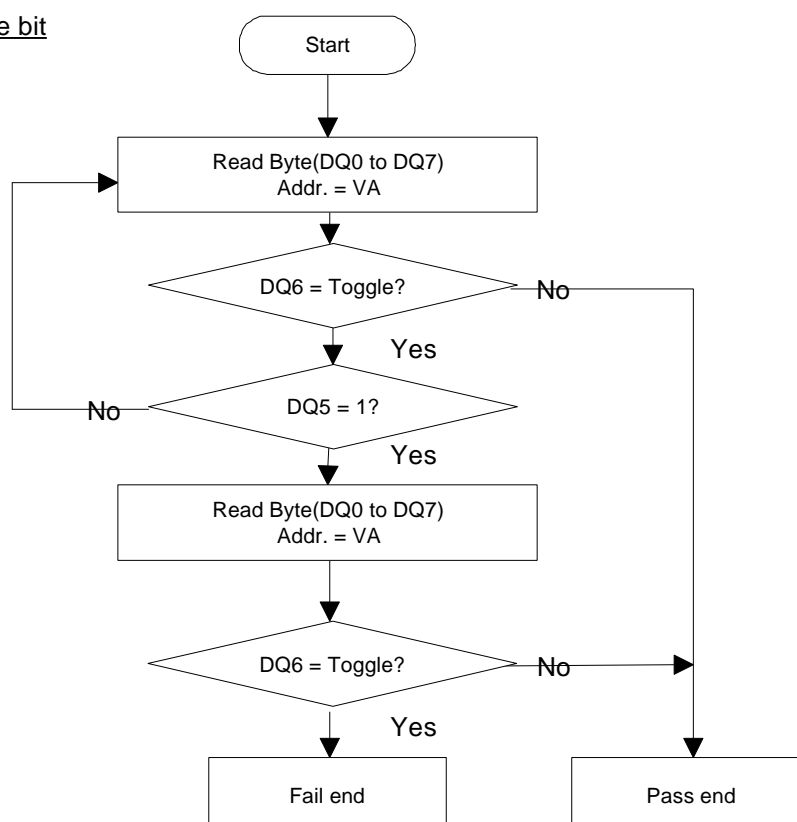 e bit
Start
Read Byte(DQ0 to DQ7)
Addr. = VA
DQ6 = Toggle?
No
Yes
DQ5 = 1?
No
Yes
Read Byte(DQ0 to DQ7)
Addr. = VA
DQ6 = Toggle?
No
Yes
Fail end
Pass end